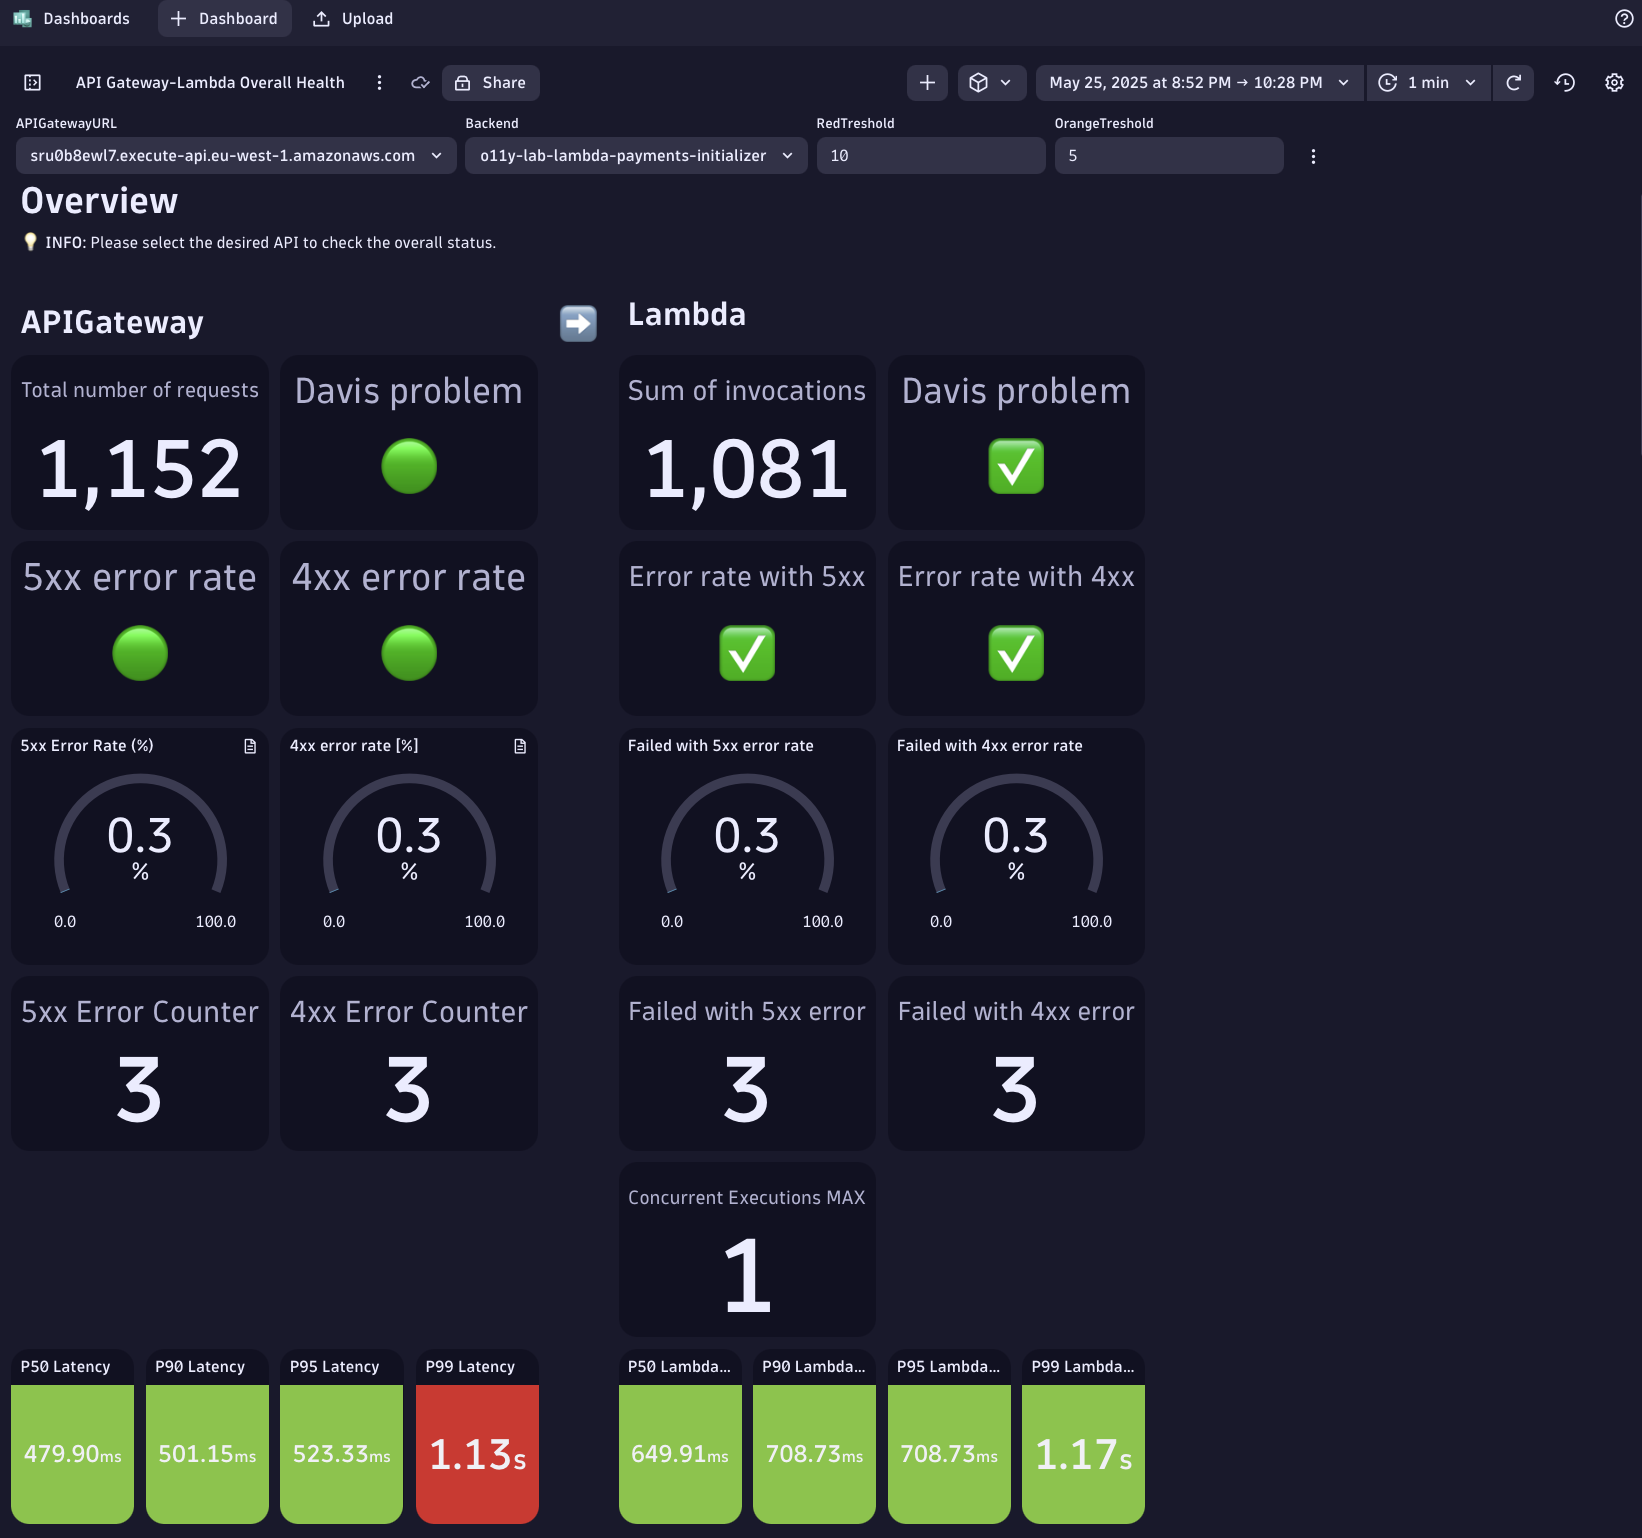 Dashboards
Dashboard
Upload
API Gateway-Lambda Overall Health
Share
May 25, 2025 at 8:52 PM → 10:28 PM
1 min
APIGatewayURL
Backend
RedTreshold
OrangeTreshold
sru0b8ewl7.execute-api.eu-west-1.amazonaws.com
o11y-lab-lambda-payments-initializer
10
5
Overview
INFO: Please select the desired API to check the overall status.
APIGateway
Lambda
Total number of requests
1,152
Davis problem
Sum of invocations
1,081
Davis problem
5xx error rate
4xx error rate
Error rate with 5xx
Error rate with 4xx
5xx Error Rate (%)
0.3
%
0.0
100.0
4xx error rate [%]
0.3
%
0.0
100.0
Failed with 5xx error rate
0.3
%
0.0
100.0
Failed with 4xx error rate
0.3
%
0.0
100.0
5xx Error Counter
3
4xx Error Counter
3
Failed with 5xx error
3
Failed with 4xx error
3
Concurrent Executions MAX
1
P50 Latency
479.90ms
P90 Latency
501.15ms
P95 Latency
523.33ms
P99 Latency
1.13s
P50 Lambda...
649.91ms
P90 Lambda...
708.73ms
P95 Lambda...
708.73ms
P99 Lambda...
1.17s